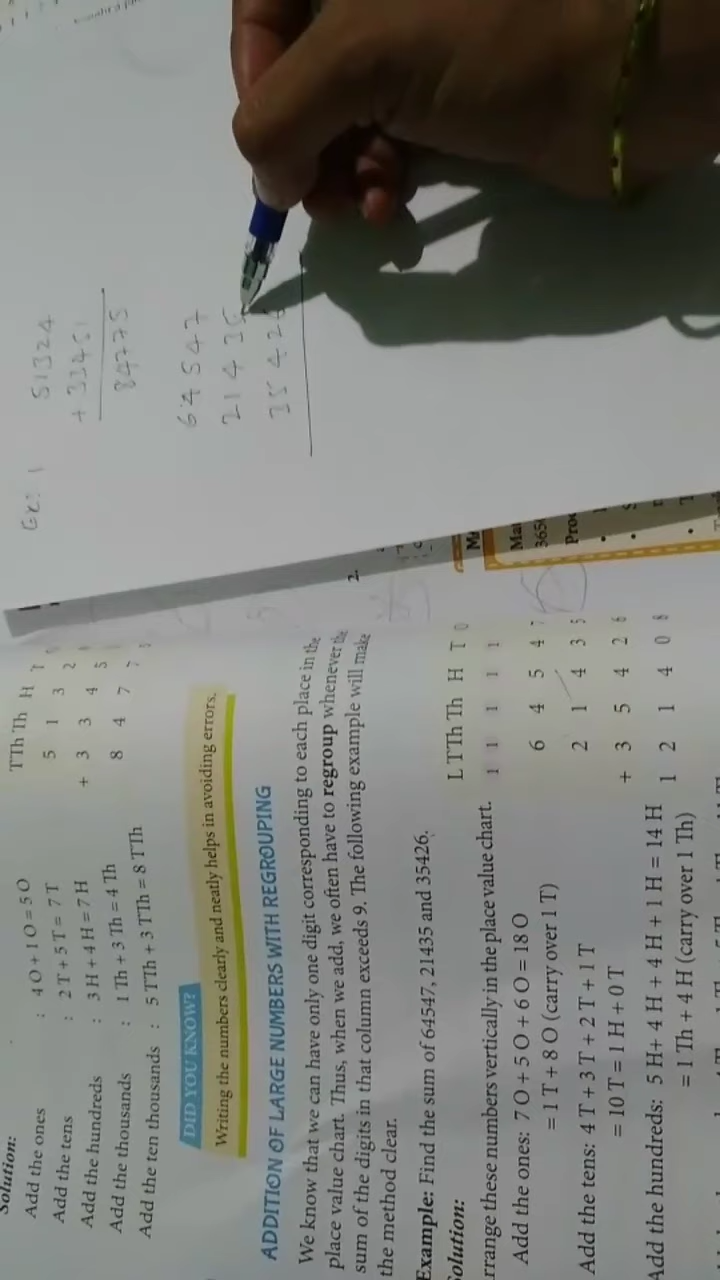 Ex: 1
51324
+ 33451
84775
64547
21435
35426
Solution:
Add the ones : 4 O + 1 O = 5 O
Add the tens : 2 T + 5 T = 7 T
Add the hundreds : 3 H + 4 H = 7 H
Add the thousands : 1 Th + 3 Th = 4 Th
Add the ten thousands : 5 TTh + 3 TTh = 8 TTh
TTh Th H T
5 1 3 2
+ 3 3 4 5
8 4 7 7
DID YOU KNOW?
Writing the numbers clearly and neatly helps in avoiding errors.
ADDITION OF LARGE NUMBERS WITH REGROUPING
We know that we can have only one digit corresponding to each place in the
place value chart. Thus, when we add, we often have to regroup whenever the
sum of the digits in that column exceeds 9. The following example will make
the method clear.
Example: Find the sum of 64547, 21435 and 35426.
Solution:
rrange these numbers vertically in the place value chart.
Add the ones: 7 O + 5 O + 6 O = 18 O
= 1 T + 8 O (carry over 1 T)
Add the tens: 4 T + 3 T + 2 T + 1 T
= 10 T = 1 H + 0 T
Add the hundreds: 5 H + 4 H + 4 H + 1 H = 14 H
= 1 Th + 4 H (carry over 1 Th)
L TTh Th H T O
1 1 1 1 1
6 4 5 4 7
2 1 4 3 5
+ 3 5 4 2 6
1 2 1 4 0 8
2.